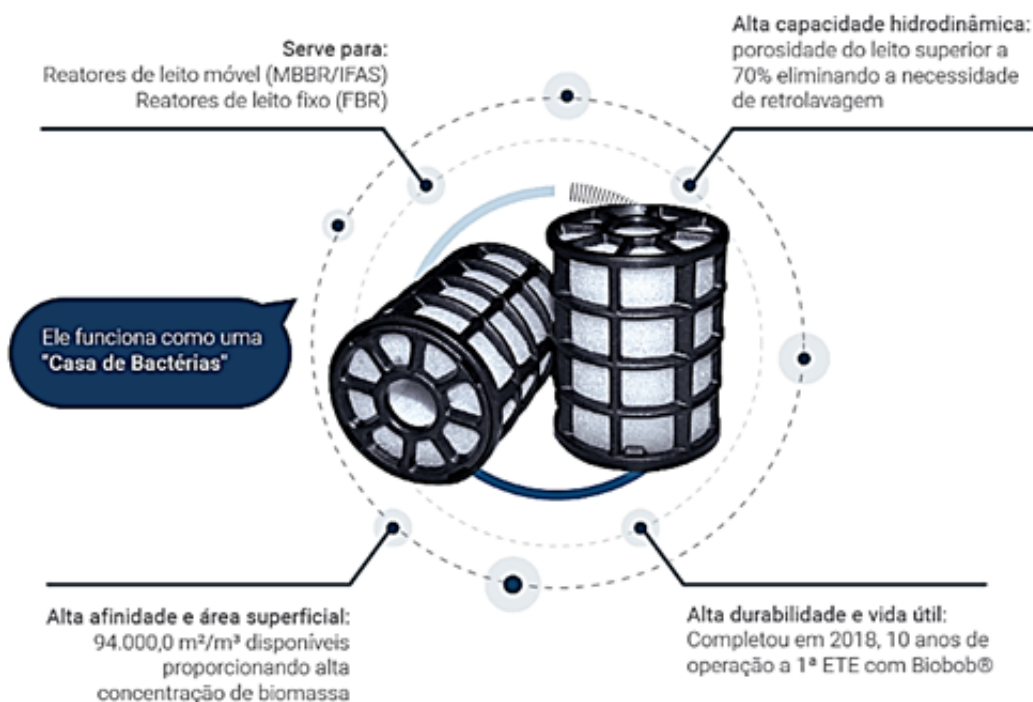 Serve para:
Reatores de leito móvel (MBBR/IFAS)
Reatores de leito fixo (FBR)
Alta capacidade hidrodinâmica:
porosidade do leito superior a
70% eliminando a necessidade
de retrolavagem
Ele funciona como uma
"Casa de Bactérias"
Alta afinidade e área superficial:
94.000,0 m²/m³ disponíveis
proporcionando alta
concentração de biomassa
Alta durabilidade e vida útil:
Completou em 2018, 10 anos de
operação a 1ª ETE com Biobob®